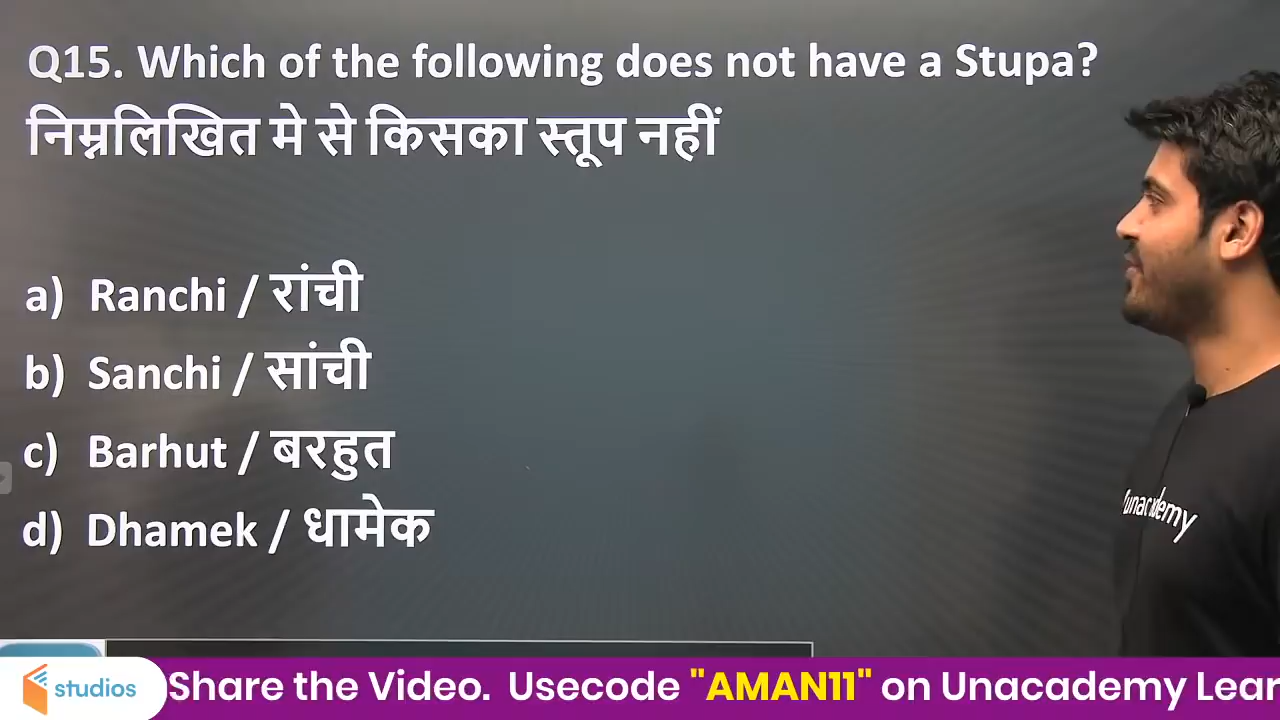 Q15. Which of the following does not have a Stupa?
निम्नलिखित मे से किसका स्तूप नहीं
a) Ranchi / रांची
b) Sanchi / सांची
c) Barhut / बरहुत
d) Dhamek / धामेक
unacademy
studios
Share the Video. Usecode "AMAN11" on Unacademy Lear